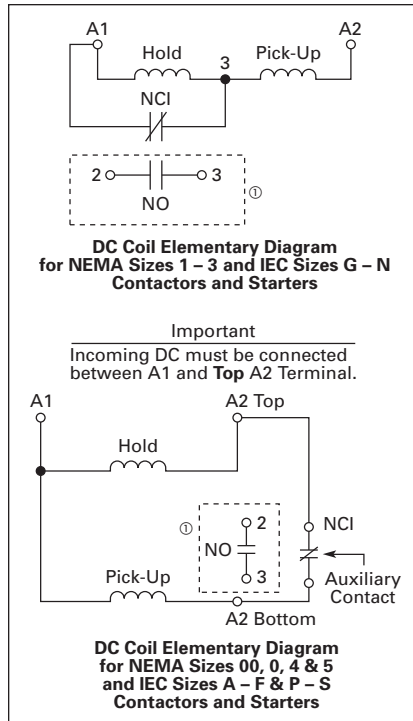 A1
A2
Hold
3
Pick-Up
NCI
2
3
①
NO
DC Coil Elementary Diagram
for NEMA Sizes 1 – 3 and IEC Sizes G – N
Contactors and Starters
Important
Incoming DC must be connected
between A1 and Top A2 Terminal.
A1
A2 Top
Hold
①
2
NCI
NO
3
Auxiliary
Contact
Pick-Up
A2 Bottom
DC Coil Elementary Diagram
for NEMA Sizes 00, 0, 4 & 5
and IEC Sizes A – F & P – S
Contactors and Starters